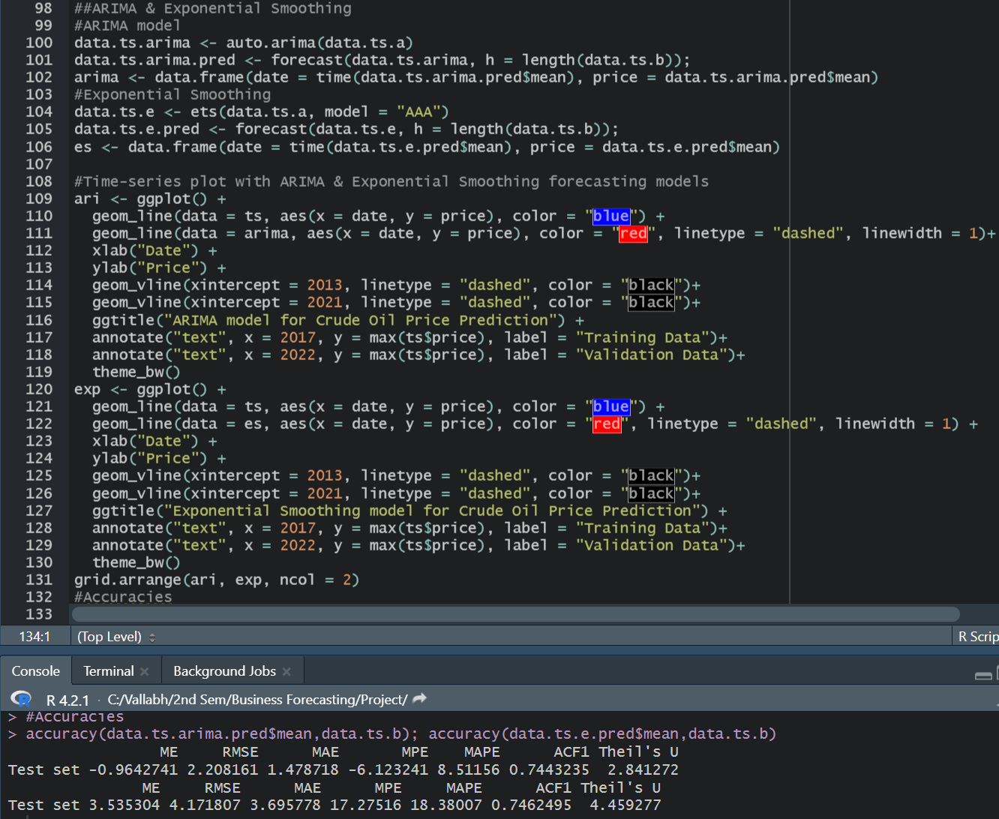 98 ##ARIMA & Exponential Smoothing
99 #ARIMA model
100 data.ts.arima <- auto.arima(data.ts.a)
101 data.ts.arima.pred <- forecast(data.ts.arima, h = length(data.ts.b));
102 arima <- data.frame(date = time(data.ts.arima.pred$mean), price = data.ts.arima.pred$mean)
103 #Exponential Smoothing
104 data.ts.e <- ets(data.ts.a, model = "AAA")
105 data.ts.e.pred <- forecast(data.ts.e, h = length(data.ts.b));
106 es <- data.frame(date = time(data.ts.e.pred$mean), price = data.ts.e.pred$mean)
107
108 #Time-series plot with ARIMA & Exponential Smoothing forecasting models
109 ari <- ggplot() +
110   geom_line(data = ts, aes(x = date, y = price), color = "blue") +
111   geom_line(data = arima, aes(x = date, y = price), color = "red", linetype = "dashed", linewidth = 1)+
112   xlab("Date") +
113   ylab("Price") +
114   geom_vline(xintercept = 2013, linetype = "dashed", color = "black")+
115   geom_vline(xintercept = 2021, linetype = "dashed", color = "black")+
116   ggtitle("ARIMA model for Crude Oil Price Prediction") +
117   annotate("text", x = 2017, y = max(ts$price), label = "Training Data")+
118   annotate("text", x = 2022, y = max(ts$price), label = "Validation Data")+
119   theme_bw()
120 exp <- ggplot() +
121   geom_line(data = ts, aes(x = date, y = price), color = "blue") +
122   geom_line(data = es, aes(x = date, y = price), color = "red", linetype = "dashed", linewidth = 1) +
123   xlab("Date") +
124   ylab("Price") +
125   geom_vline(xintercept = 2013, linetype = "dashed", color = "black")+
126   geom_vline(xintercept = 2021, linetype = "dashed", color = "black")+
127   ggtitle("Exponential Smoothing model for Crude Oil Price Prediction") +
128   annotate("text", x = 2017, y = max(ts$price), label = "Training Data")+
129   annotate("text", x = 2022, y = max(ts$price), label = "Validation Data")+
130   theme_bw()
131 grid.arrange(ari, exp, ncol = 2)
132 #Accuracies
133
134:1 (Top Level) R Scrip
Console Terminal Background Jobs
R 4.2.1 · C:/Vallabh/2nd Sem/Business Forecasting/Project/
> #Accuracies
> accuracy(data.ts.arima.pred$mean,data.ts.b); accuracy(data.ts.e.pred$mean,data.ts.b)
ME RMSE MAE MPE MAPE ACF1 Theil's U
Test set -0.9642741 2.208161 1.478718 -6.123241 8.51156 0.7443235 2.841272
ME RMSE MAE MPE MAPE ACF1 Theil's U
Test set 3.535304 4.171807 3.695778 17.27516 18.38007 0.7462495 4.459277